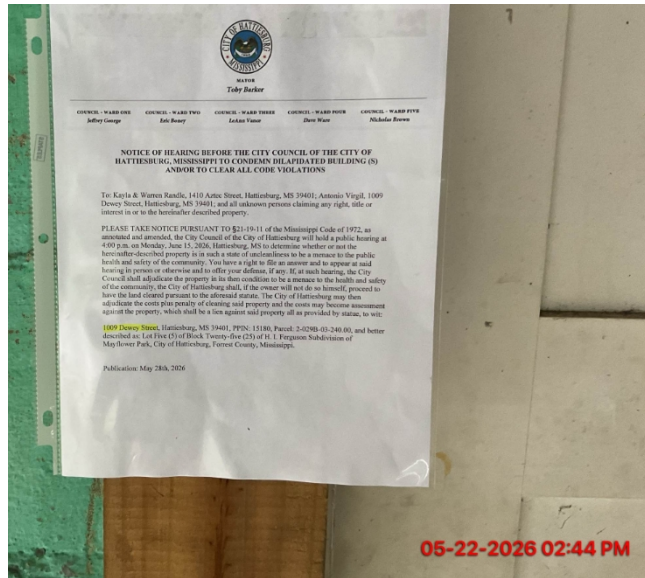 CITY OF HATTIESBURG
MISSISSIPPI
MAYOR
Toby Barker
COUNCIL - WARD ONE COUNCIL - WARD TWO COUNCIL - WARD THREE COUNCIL - WARD FOUR COUNCIL - WARD FIVE
Jeffrey George Eric Boney LeAnn Vance Dave Ware Nicholas Brown
NOTICE OF HEARING BEFORE THE CITY COUNCIL OF THE CITY OF
HATTIESBURG, MISSISSIPPI TO CONDEMN DILAPIDATED BUILDING (S)
AND/OR TO CLEAR ALL CODE VIOLATIONS
To: Kayla & Warren Randle, 1410 Aztec Street, Hattiesburg, MS 39401; Antonio Virgil, 1009
Dewey Street, Hattiesburg, MS 39401; and all unknown persons claiming any right, title or
interest in or to the hereinafter described property.
PLEASE TAKE NOTICE PURSUANT TO §21-19-11 of the Mississippi Code of 1972, as
annotated and amended, the City Council of the City of Hattiesburg will hold a public hearing at
4:00 p.m. on Monday, June 15, 2026, Hattiesburg, MS to determine whether or not the
hereinafter-described property is in such a state of uncleanliness to be a menace to the public
health and safety of the community. You have a right to file an answer and to appear at said
hearing in person or otherwise and to offer your defense, if any. If, at such hearing, the City
Council shall adjudicate the property in its then condition to be a menace to the health and safety
of the community, the City of Hattiesburg shall, if the owner will not do so himself, proceed to
have the land cleared pursuant to the aforesaid statute. The City of Hattiesburg may then
adjudicate the costs plus penalty of cleaning said property and the costs may become assessment
against the property, which shall be a lien against said property all as provided by statue, to wit:
1009 Dewey Street, Hattiesburg, MS 39401, PPIN: 15180, Parcel: 2-029B-03-240.00, and better
described as: Lot Five (5) of Block Twenty-five (25) of H. I. Ferguson Subdivision of
Mayflower Park, City of Hattiesburg, Forrest County, Mississippi.
Publication: May 28th, 2026
05-22-2026 02:44 PM